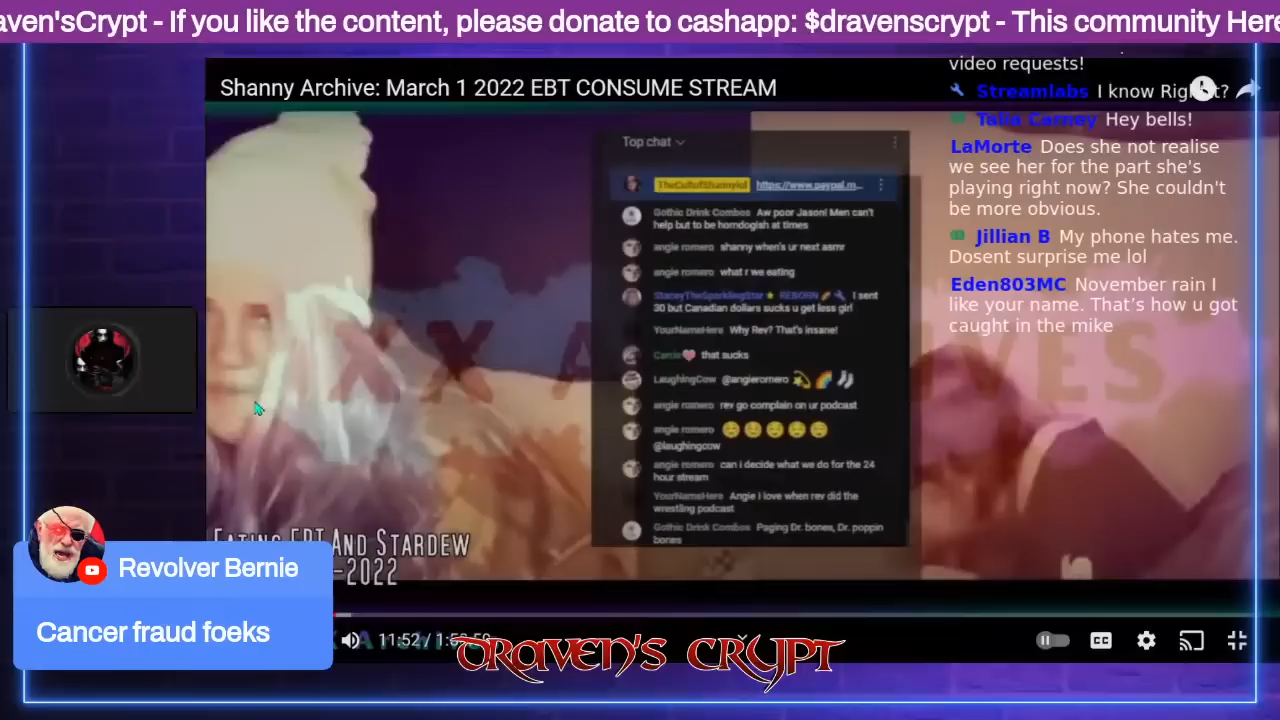 aven'sCrypt - If you like the content, please donate to cashapp: $dravenscrypt - This community Here
Shanny Archive: March 1 2022 EBT CONSUME STREAM
video requests!
Streamlabs I know Right?
Talia Carney Hey bells!
LaMorte Does she not realise
we see her for the part she's
playing right now? She couldn't
be more obvious.
Jillian B My phone hates me.
Dosent surprise me lol
Eden803MC November rain I
like your name. That's how u got
caught in the mike
Top chat
TheCultofShannylol https://www.paypal.m...
Gothic Drink Combos Aw poor Jason! Men can't
help but to be horndogish at times
angie romero shanny when's ur next asmr
angie romero what r we eating
StaceyTheSparklingStar REBORN I sent
30 but Canadian dollars sucks u get less girl
YourNameHere Why Rev? That's insane!
Carrie that sucks
LaughingCow @angieromero
angie romero rev go complain on ur podcast
angie romero
@laughingcow
angie romero can i decide what we do for the 24
hour stream
YourNameHere Angie I love when rev did the
wrestling podcast
Gothic Drink Combos Paging Dr. bones, Dr. poppin
bones
Eating EBT And Stardew
-2022
Revolver Bernie
Cancer fraud foeks
11:52 /
Draven's Crypt
CC